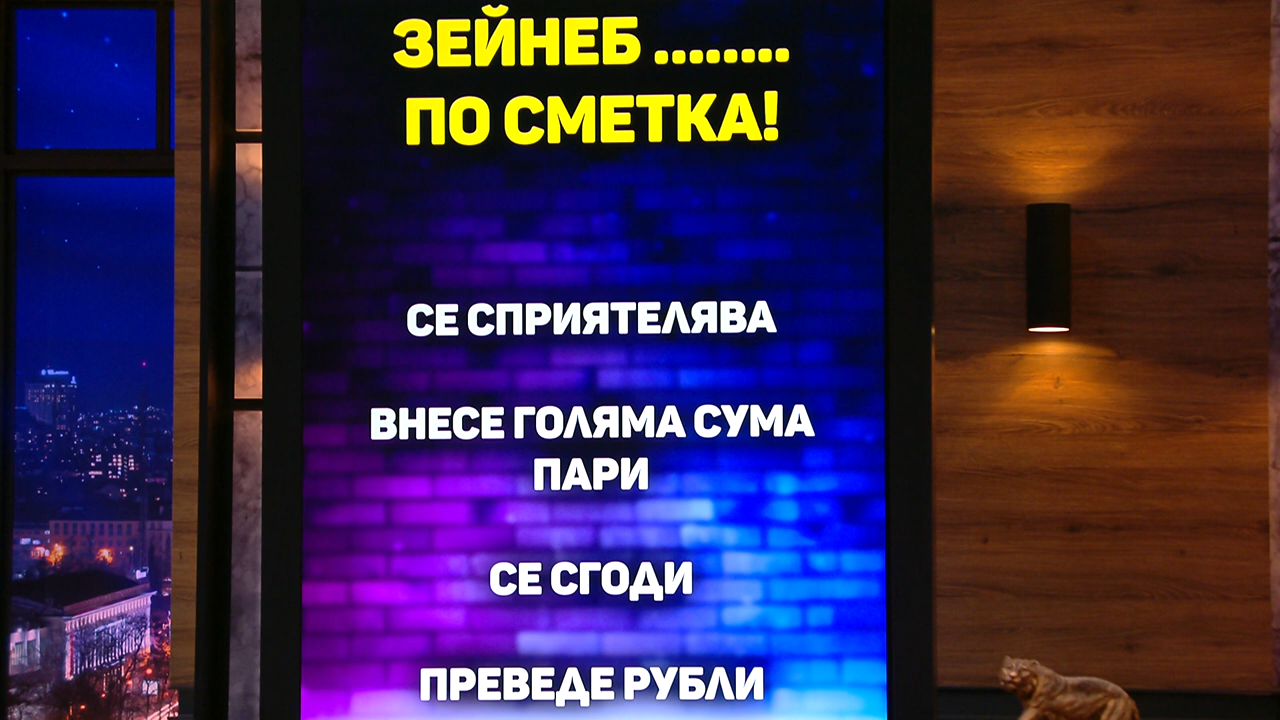 ЗЕЙНЕБ ........
ПО СМЕТКА!
СЕ СПРИЯТЕЛЯВА
ВНЕСЕ ГОЛЯМА СУМА
ПАРИ
СЕ СГОДИ
ПРЕВЕДЕ РУБЛИ